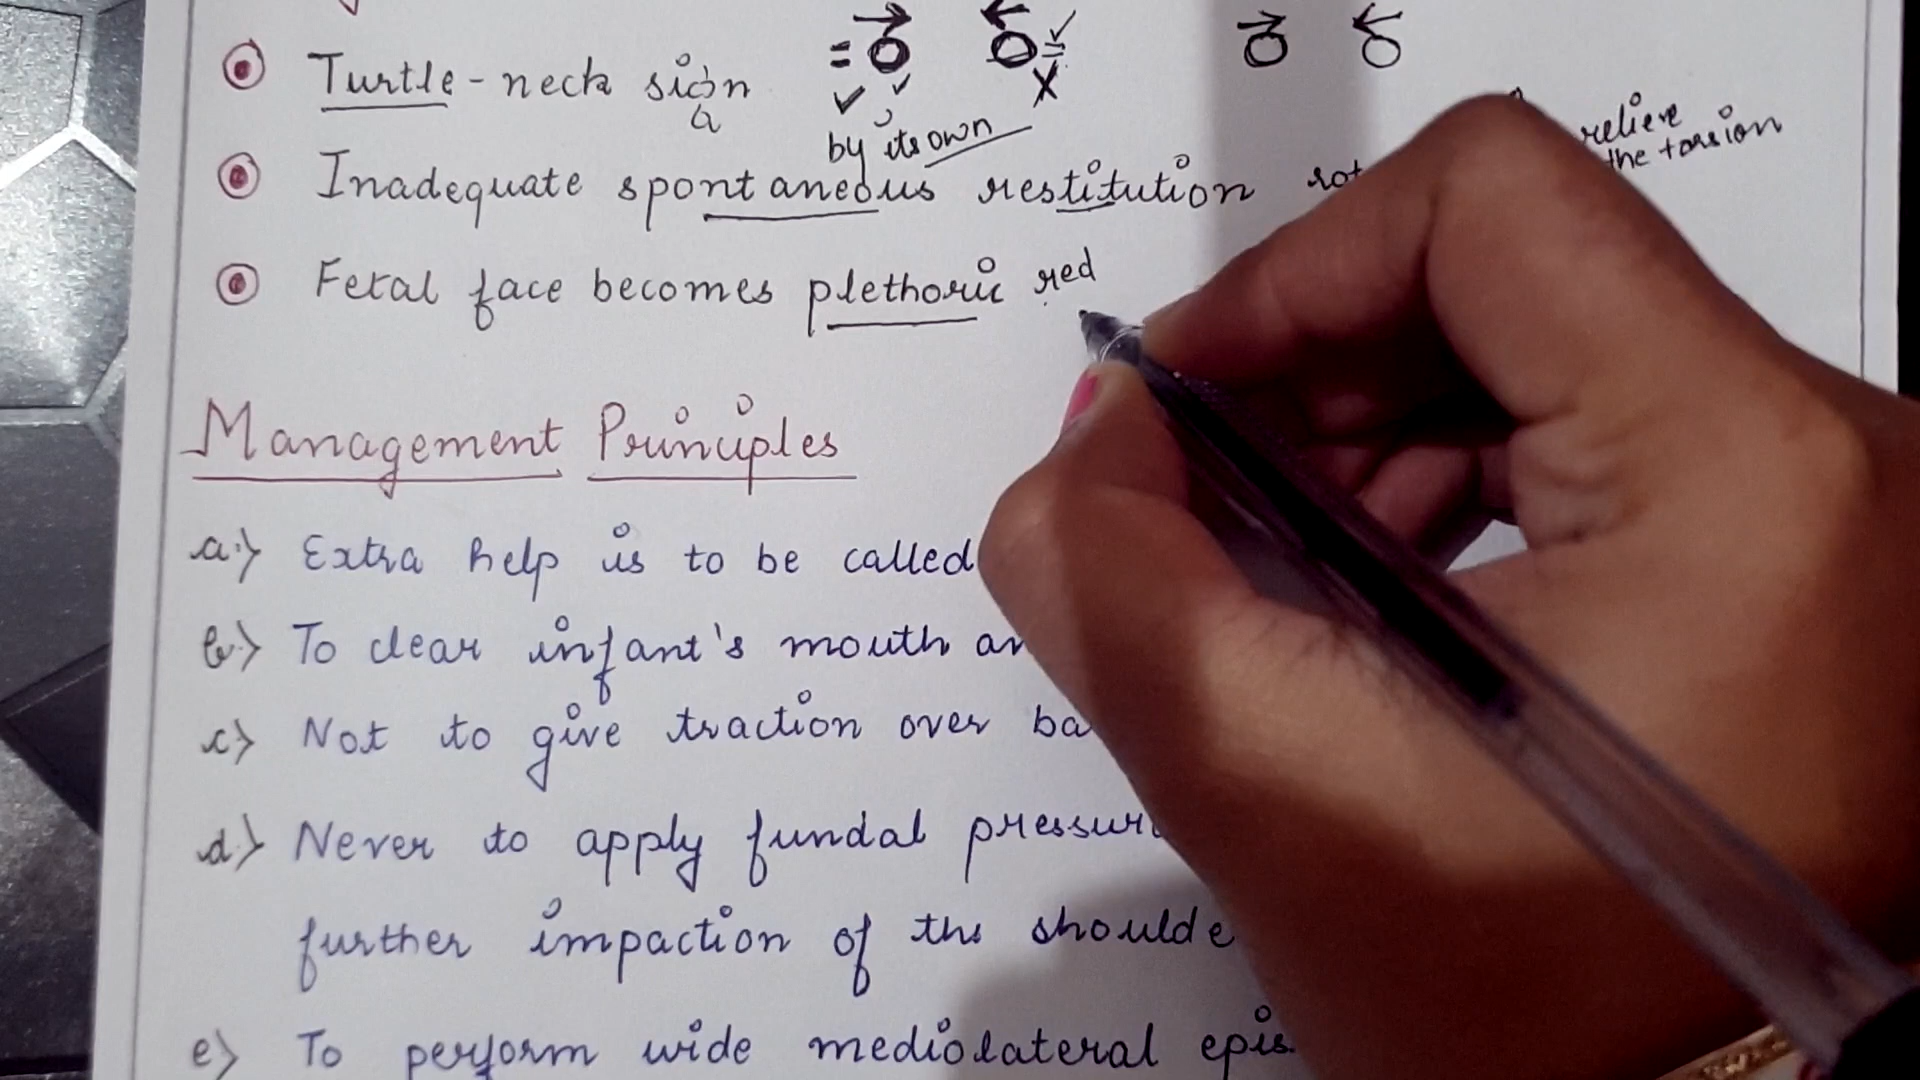 Turtle-neck sign
by its own
relieve
the torsion
Inadequate spontaneous restitution rot
Fetal face becomes plethoric red
Management Principles
a.> Extra help is to be called
b.> To clear infant's mouth an
c.> Not to give traction over ba
d.> Never to apply fundal pressure
further impaction of the shoulde
e> To perform wide mediolateral epis